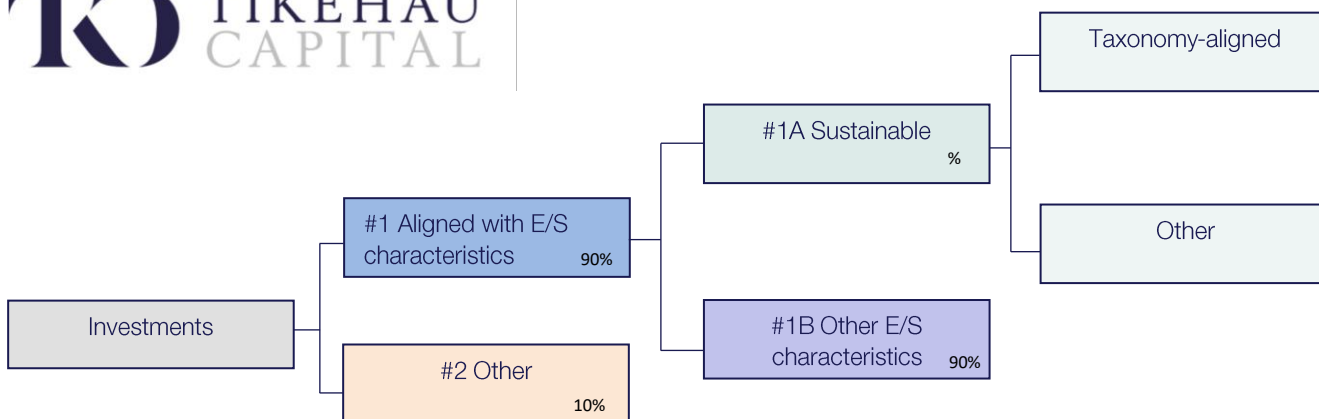 TIKEHAU
CAPITAL
Taxonomy-aligned
#1A Sustainable
%
#1 Aligned with E/S
characteristics 90%
Other
Investments
#1B Other E/S
characteristics 90%
#2 Other
10%